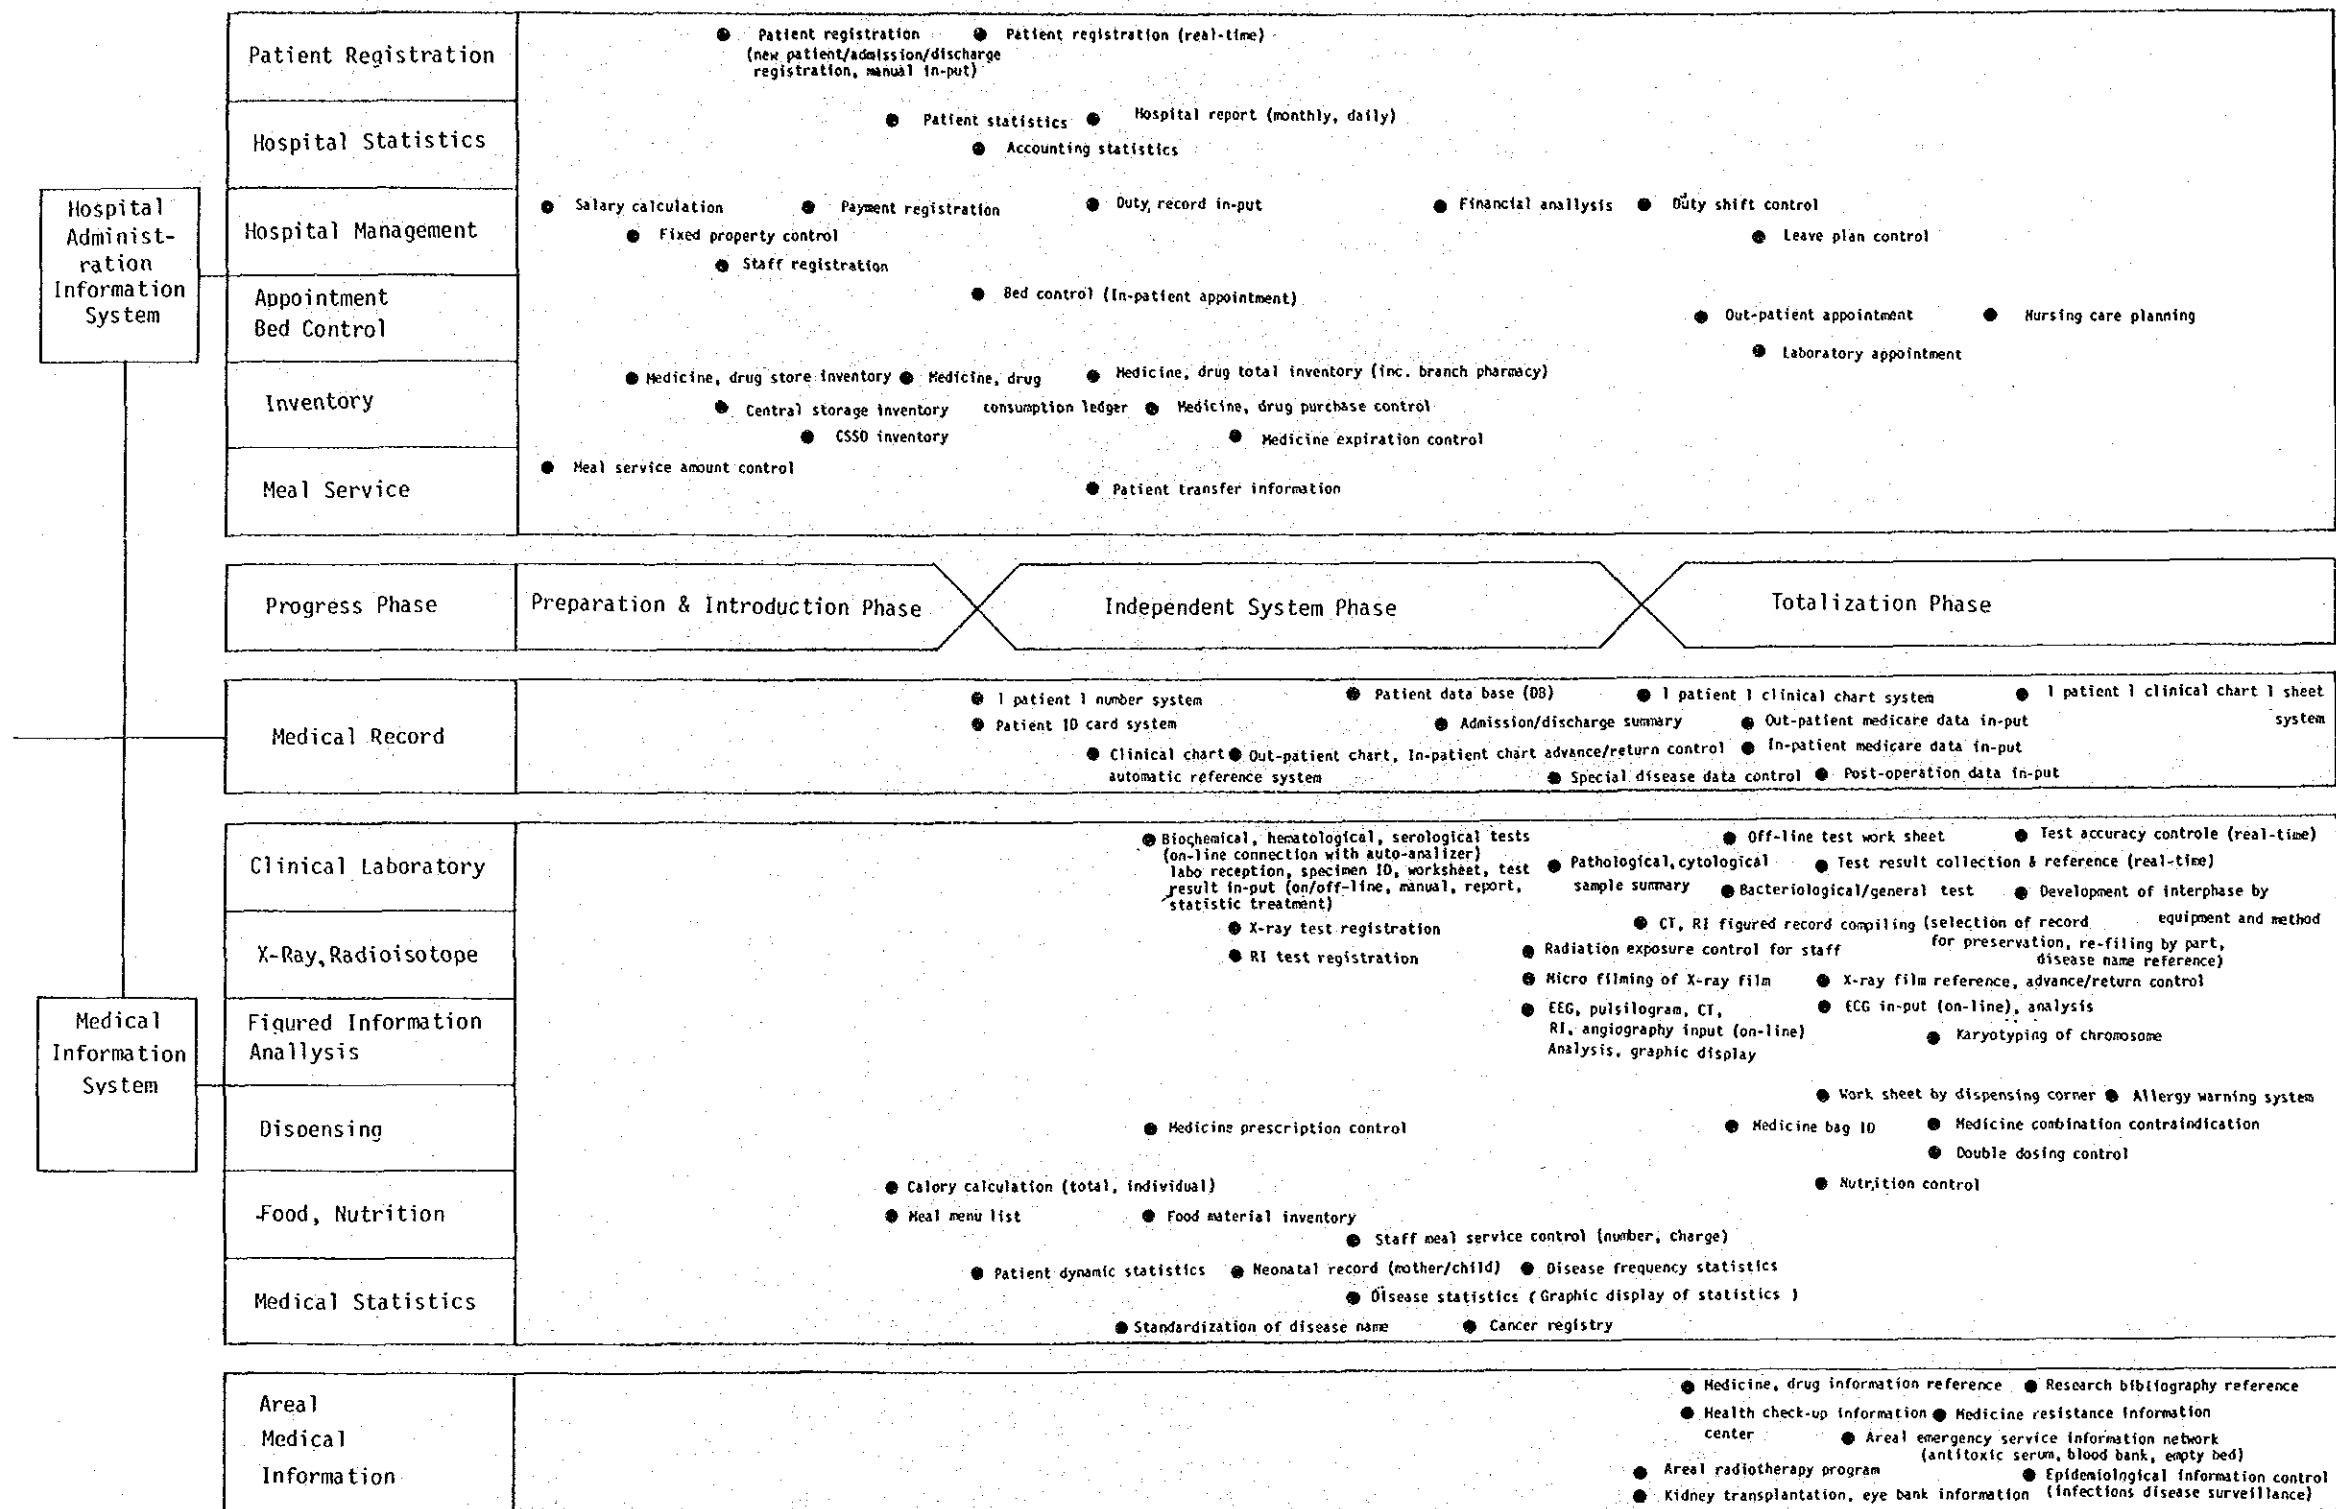 Patient Registration
● Patient registration ● Patient registration (real-time)
(new patient/admission/discharge
registration, manual in-put)
Hospital Statistics
● Patient statistics ● Hospital report (monthly, daily)
● Accounting statistics
Hospital
Administ-
ration
Information
System
Hospital Management
● Salary calculation ● Payment registration ● Duty record in-put ● Financial anallysis ● Duty shift control
● Fixed property control ● Leave plan control
● Staff registration
Appointment
Bed Control
● Bed control (In-patient appointment)
● Out-patient appointment ● Nursing care planning
● Laboratory appointment
Inventory
● Medicine, drug store inventory ● Medicine, drug ● Medicine, drug total inventory (inc. branch pharmacy)
● Central storage inventory consumption ledger ● Medicine, drug purchase control
● CSSD inventory ● Medicine expiration control
Meal Service
● Meal service amount control
● Patient transfer information
Progress Phase
Preparation & Introduction Phase
Independent System Phase
Totalization Phase
Medical Record
● 1 patient 1 number system ● Patient data base (DB) ● 1 patient 1 clinical chart system ● 1 patient 1 clinical chart 1 sheet
system
● Patient ID card system ● Admission/discharge summary ● Out-patient medicare data in-put
● Clinical chart ● Out-patient chart, In-patient chart advance/return control ● In-patient medicare data in-put
automatic reference system ● Special disease data control ● Post-operation data in-put
Clinical Laboratory
● Biochemical, hematological, serological tests
(on-line connection with auto-analizer)
labo reception, specimen ID, worksheet, test
result in-put (on/off-line, manual, report,
statistic treatment)
● Off-line test work sheet ● Test accuracy controle (real-time)
● Pathological, cytological
sample summary
● Test result collection & reference (real-time)
● Bacteriological/general test ● Development of interphase by
equipment and method
X-Ray, Radioisotope
● X-ray test registration
● RI test registration
● CT, RI figured record compiling (selection of record
for preservation, re-filing by part,
disease name reference)
● Radiation exposure control for staff
● Micro filming of X-ray film ● X-ray film reference, advance/return control
Medical
Information
System
Figured Information
Anallysis
● EEG, pulsilogram, CT,
RI, angiography input (on-line)
Analysis, graphic display
● ECG in-put (on-line), analysis
● Karyotyping of chromosome
Dispensing
● Work sheet by dispensing corner ● Allergy warning system
● Medicine prescription control ● Medicine bag ID ● Medicine combination contraindication
● Double dosing control
Food, Nutrition
● Calory calculation (total, individual) ● Nutrition control
● Meal menu list ● Food material inventory
● Staff meal service control (number, charge)
Medical Statistics
● Patient dynamic statistics ● Neonatal record (mother/child) ● Disease frequency statistics
● Disease statistics (Graphic display of statistics )
● Standardization of disease name ● Cancer registry
Areal
Medical
Information
● Medicine, drug information reference ● Research bibliography reference
● Health check-up information ● Medicine resistance information
center
● Areal emergency service information network
(antitoxic serum, blood bank, empty bed)
● Areal radiotherapy program ● Epidemiological information control
(infections disease surveillance)
● Kidney transplantation, eye bank information